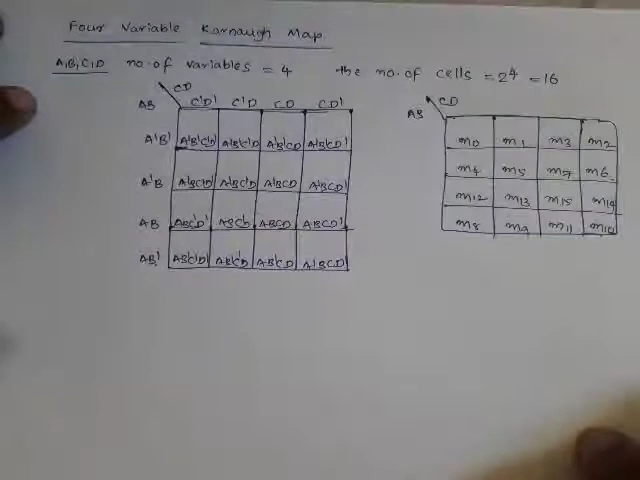 Four Variable Karnaugh Map
A,B,C,D no. of variables = 4 the no. of cells = 2⁴ = 16
CD
AB C'D' C'D CD CD'
A'B' A'B'C'D' A'B'C'D A'B'CD A'B'CD'
A'B A'BC'D' A'BC'D A'BCD A'BCD'
AB ABC'D' ABC'D ABCD ABCD'
AB' AB'C'D' AB'C'D AB'CD A'BCD'
CD
AB
m0 m1 m3 m2
m4 m5 m7 m6
m12 m13 m15 m14
m8 m9 m11 m10